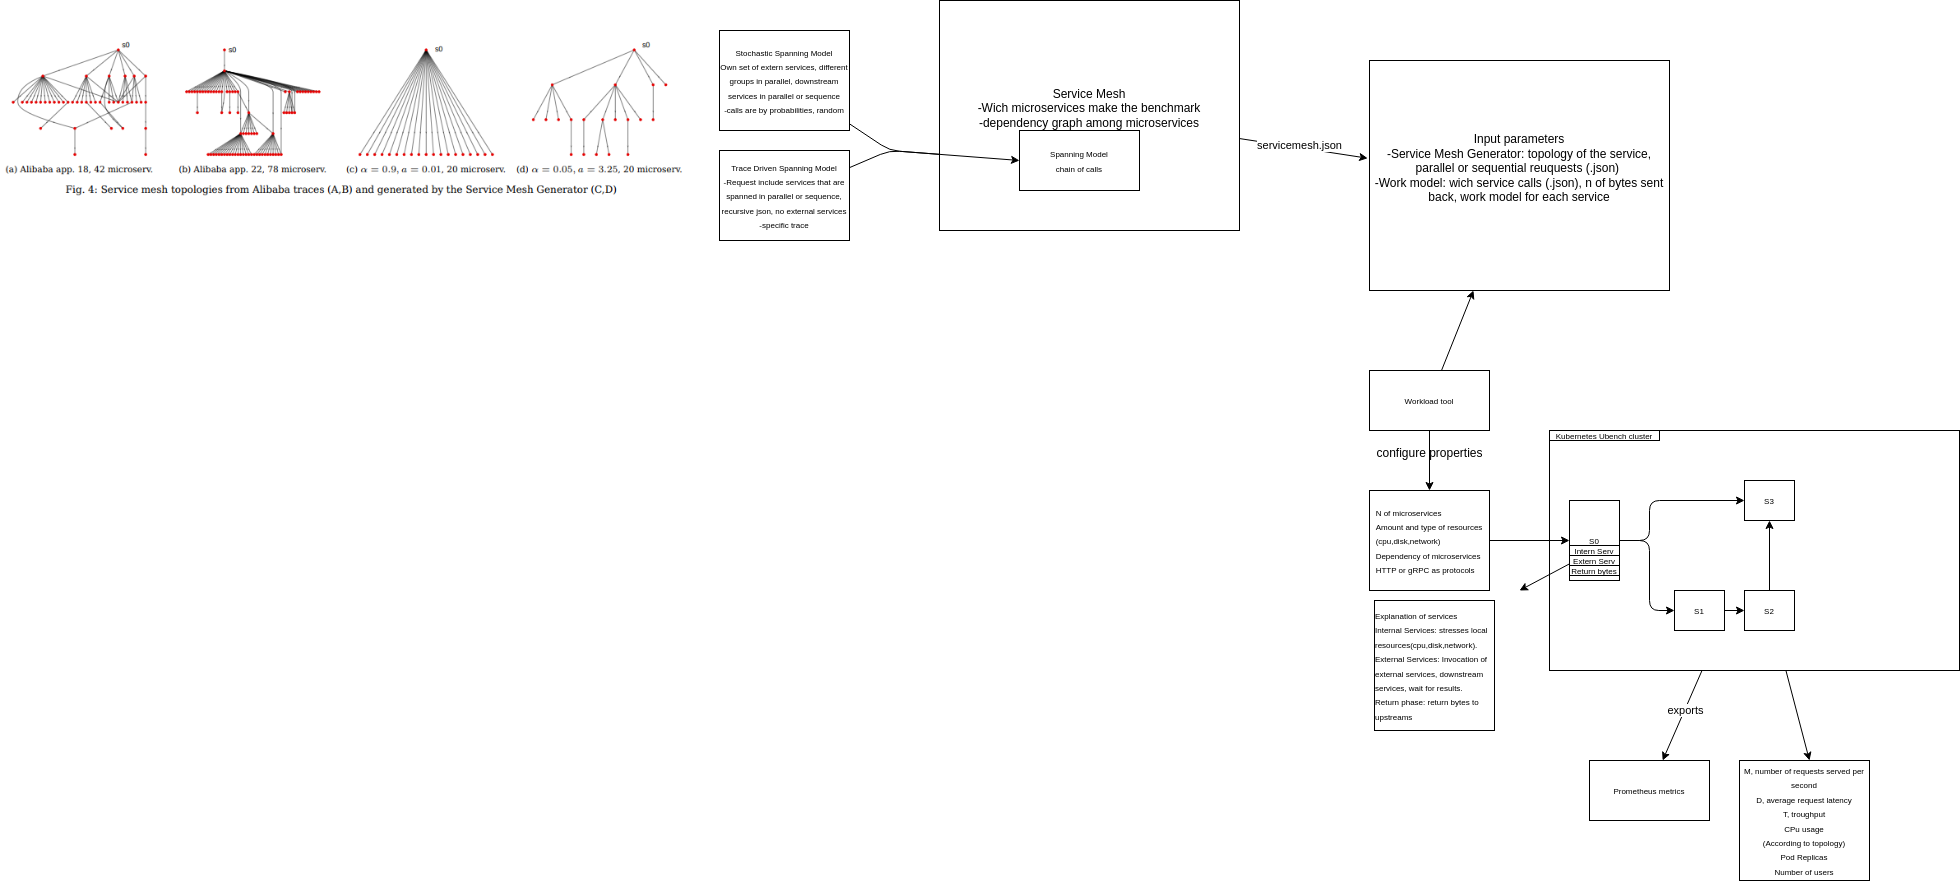 s0
s0
s0
s0
(a) Alibaba app. 18, 42 microserv.
(b) Alibaba app. 22, 78 microserv.
(c) α = 0.9, a = 0.01, 20 microserv.
(d) α = 0.05, a = 3.25, 20 microserv.
Fig. 4: Service mesh topologies from Alibaba traces (A,B) and generated by the Service Mesh Generator (C,D)
Stochastic Spanning Model
Own set of extern services, different
groups in parallel, downstream
services in parallel or sequence
-calls are by probabilities, random
Trace Driven Spanning Model
-Request include services that are
spanned in parallel or sequence,
recursive json, no external services
-specific trace
Service Mesh
-Wich microservices make the benchmark
-dependency graph among microservices
Spanning Model
chain of calls
servicemesh.json
Input parameters
-Service Mesh Generator: topology of the service,
parallel or sequential reuquests (.json)
-Work model: wich service calls (.json), n of bytes sent
back, work model for each service
Workload tool
configure properties
N of microservices
Amount and type of resources
(cpu,disk,network)
Dependency of microservices
HTTP or gRPC as protocols
Explanation of services
Internal Services: stresses local
resources(cpu,disk,network).
External Services: Invocation of
external services, downstream
services, wait for results.
Return phase: return bytes to
upstreams
Kubernetes Ubench cluster
S0
Intern Serv
Extern Serv
Return bytes
S3
S1
S2
exports
Prometheus metrics
M, number of requests served per
second
D, average request latency
T, troughput
CPu usage
(According to topology)
Pod Replicas
Number of users